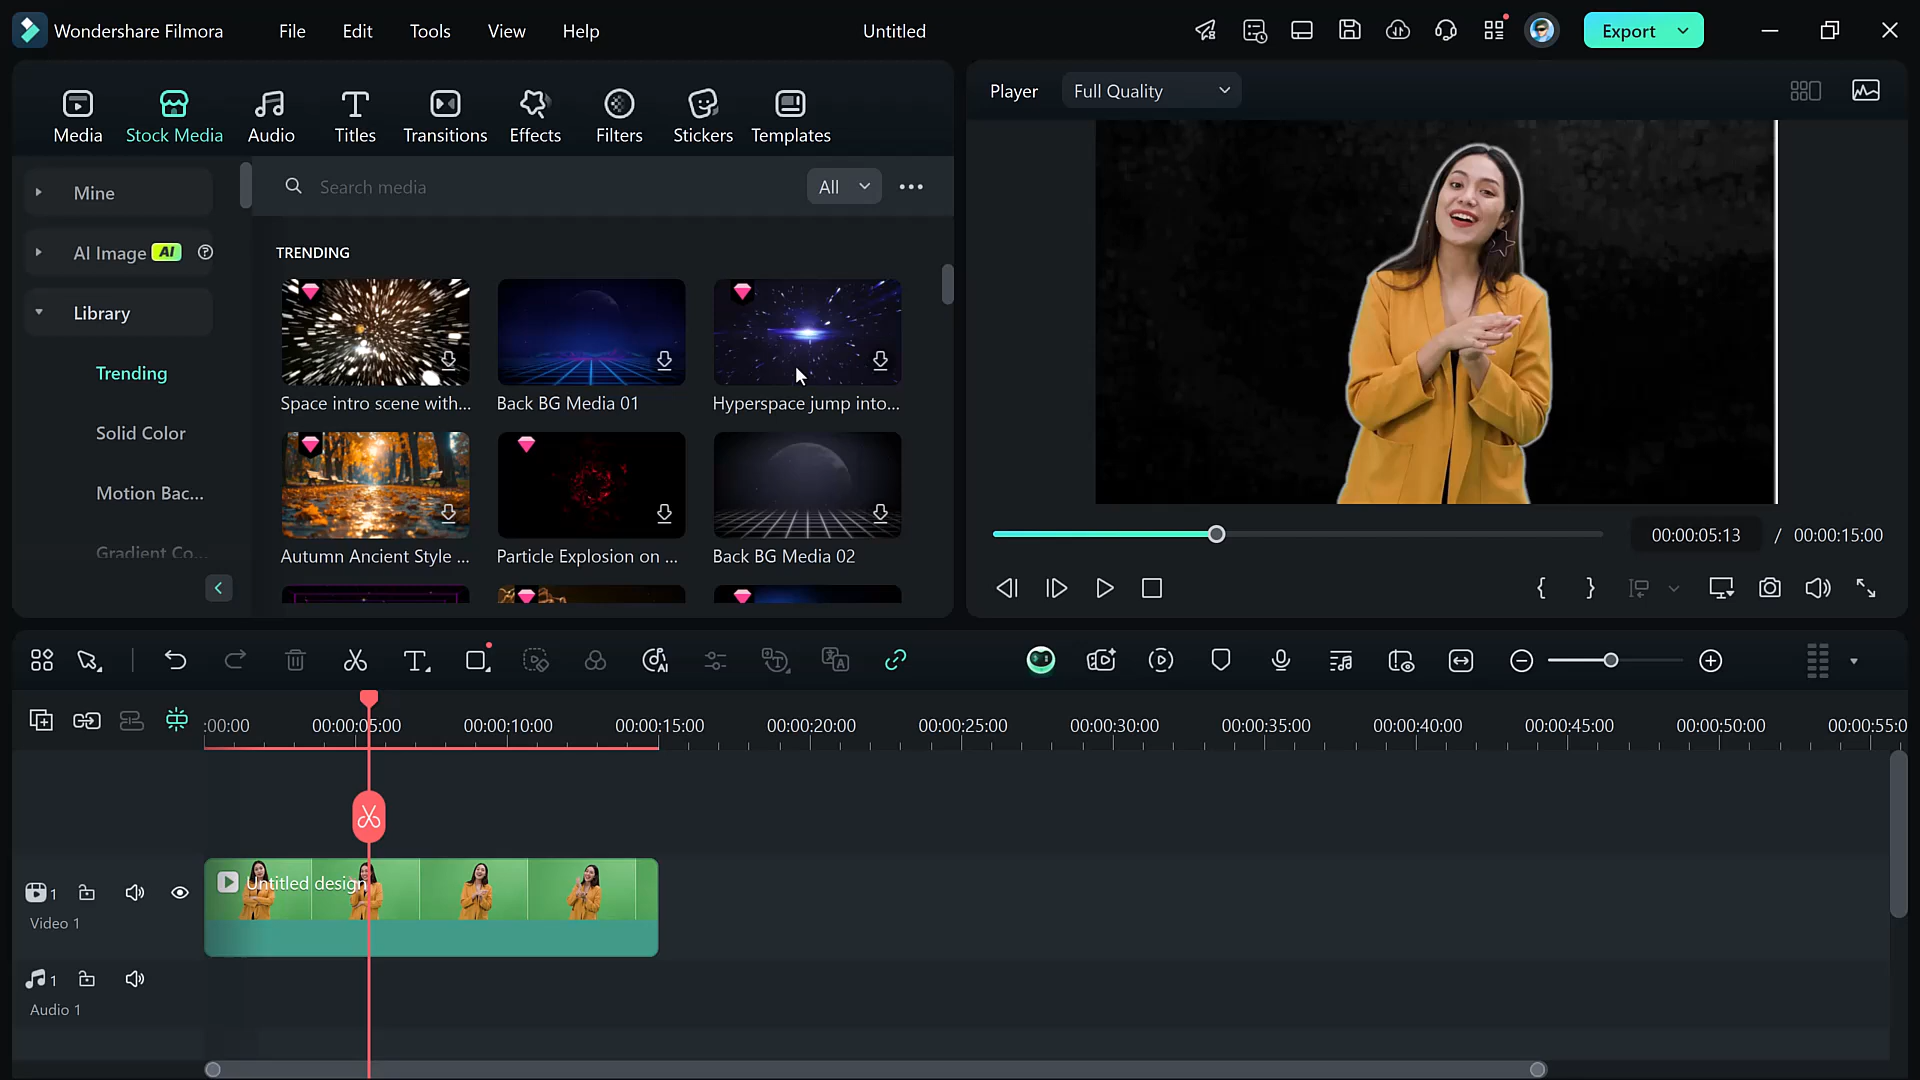 Wondershare Filmora
File
Edit
Tools
View
Help
Untitled
Export
Media
Stock Media
Audio
Titles
Transitions
Effects
Filters
Stickers
Templates
Player
Full Quality
Mine
AI Image AI
Library
Trending
Solid Color
Motion Bac...
Gradient Co...
Search media
All
TRENDING
Space intro scene with...
Back BG Media 01
Hyperspace jump into...
Autumn Ancient Style ...
Particle Explosion on ...
Back BG Media 02
00:00:05:13 / 00:00:15:00
:00:00
00:00:05:00
00:00:10:00
00:00:15:00
00:00:20:00
00:00:25:00
00:00:30:00
00:00:35:00
00:00:40:00
00:00:45:00
00:00:50:00
00:00:55:0
Untitled design
1
Video 1
1
Audio 1